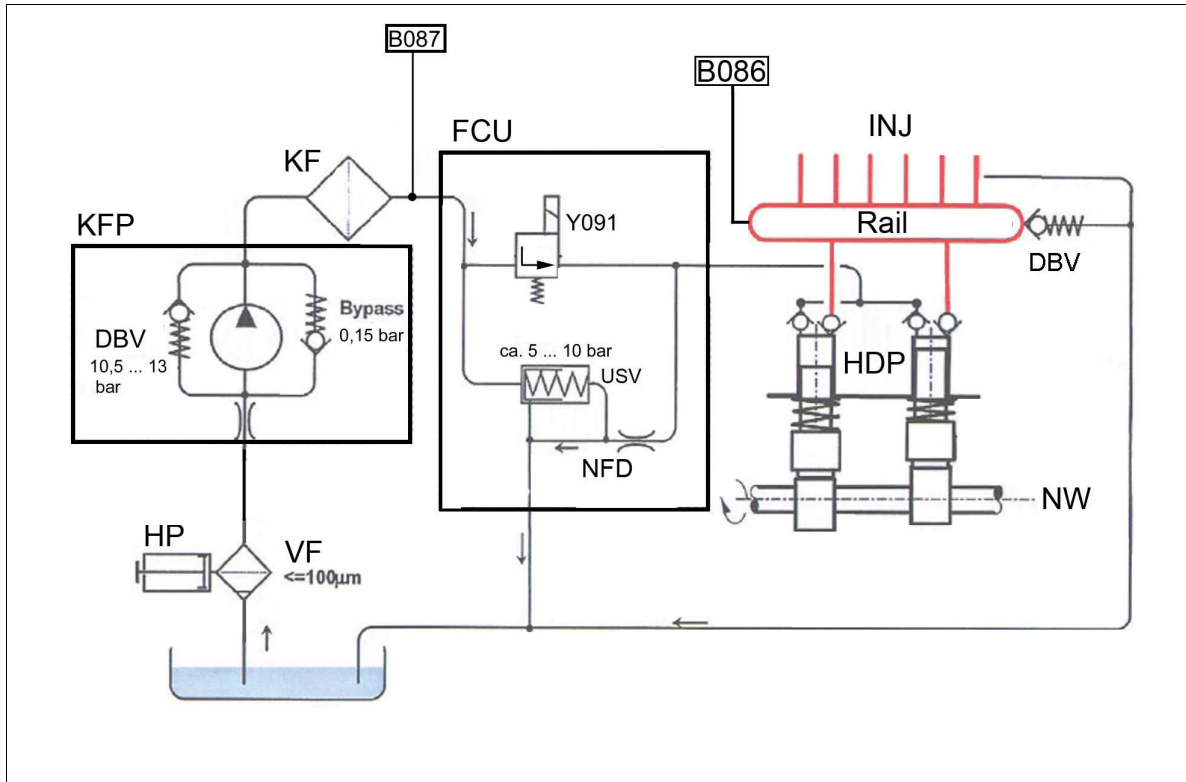 B087
B086
FCU
INJ
KF
Y091
Rail
KFP
DBV
Bypass
0,15 bar
DBV
10,5 ... 13
bar
ca. 5 ... 10 bar
USV
HDP
NFD
NW
HP
VF
<=100µm